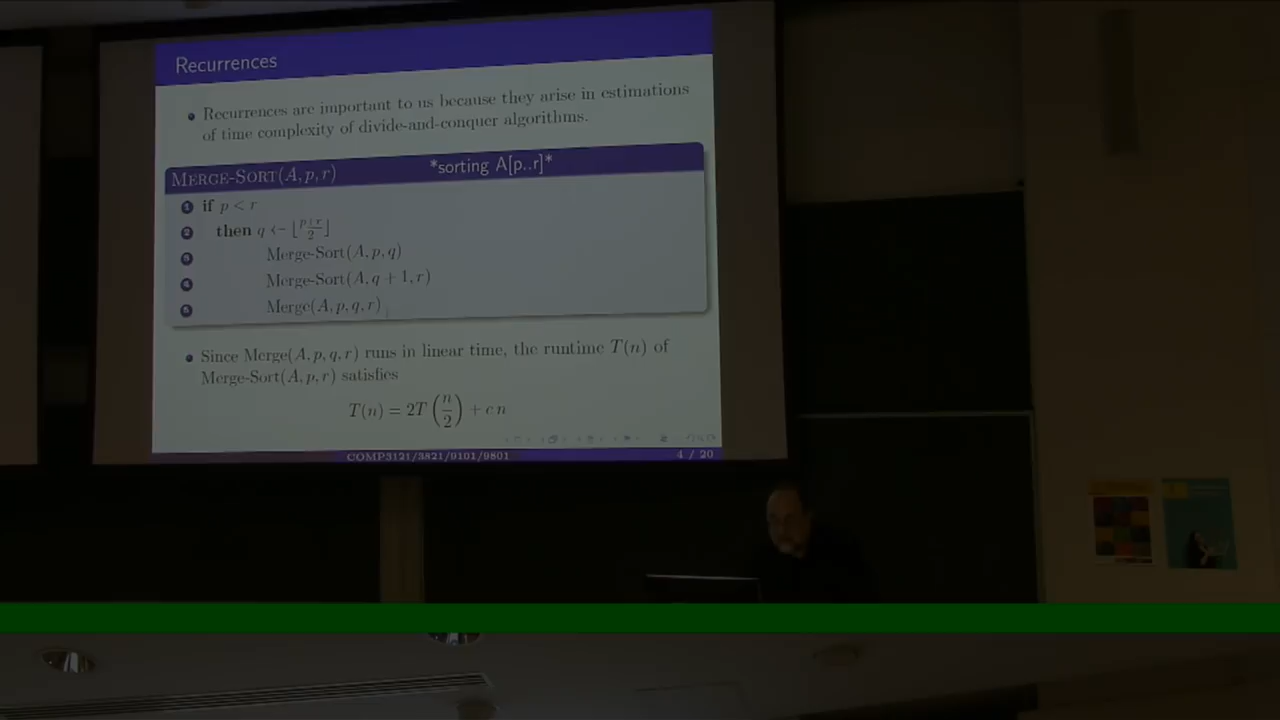 Recurrences
Recurrences are important to us because they arise in estimations
of time complexity of divide-and-conquer algorithms.
Merge-Sort(A, p, r) *sorting A[p..r]*
1 if p < r
2 then q ← ⌊(p+r)/2⌋
3 Merge-Sort(A, p, q)
4 Merge-Sort(A, q + 1, r)
5 Merge(A, p, q, r)
Since Merge(A, p, q, r) runs in linear time, the runtime T(n) of
Merge-Sort(A, p, r) satisfies
T(n) = 2T(n/2) + c n
COMP3121/3821/9101/9801 4 / 20